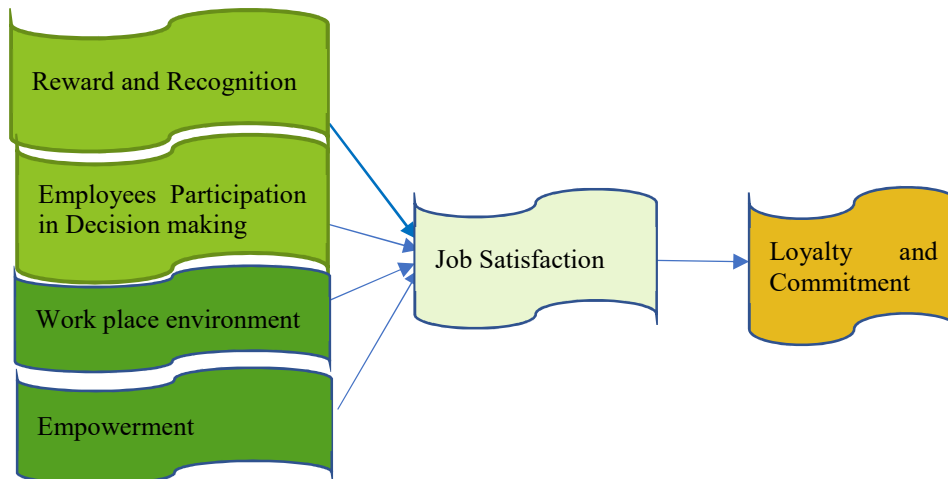 Reward and Recognition
Employees Participation
in Decision making
Work place environment
Empowerment
Job Satisfaction
Loyalty and
Commitment